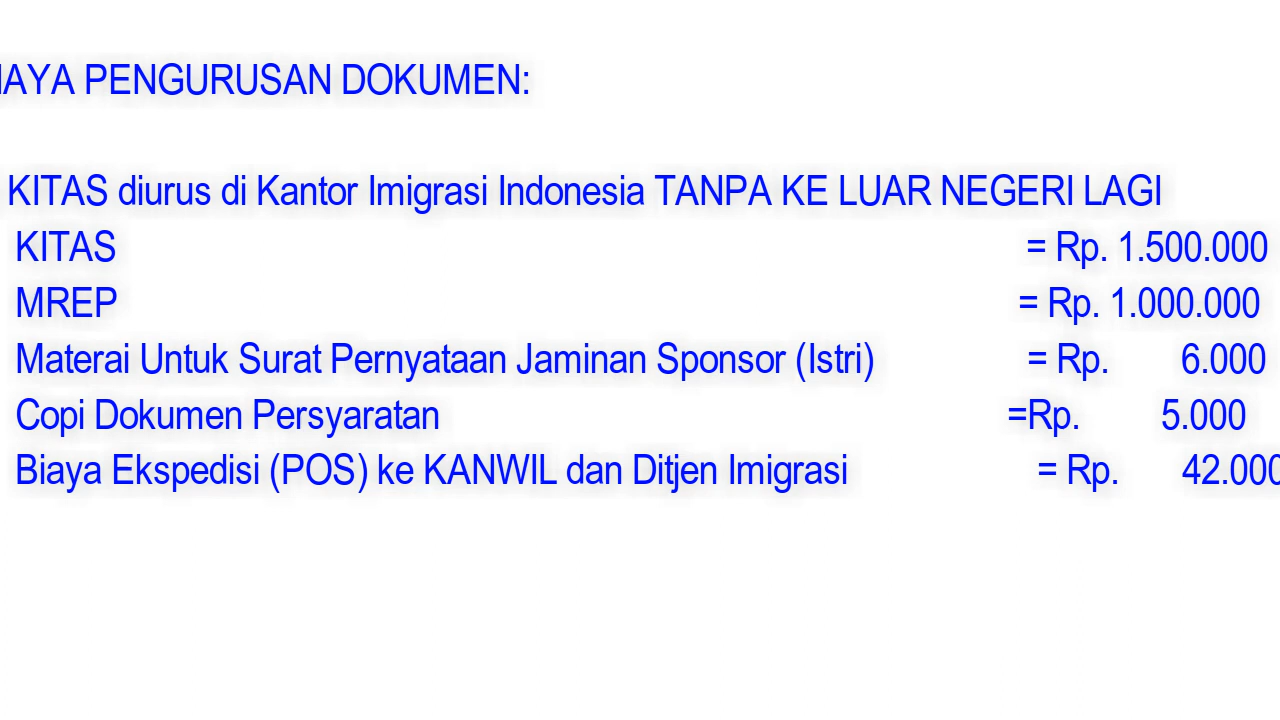 IAYA PENGURUSAN DOKUMEN:
KITAS diurus di Kantor Imigrasi Indonesia TANPA KE LUAR NEGERI LAGI
KITAS = Rp. 1.500.000
MREP = Rp. 1.000.000
Materai Untuk Surat Pernyataan Jaminan Sponsor (Istri) = Rp. 6.000
Copi Dokumen Persyaratan =Rp. 5.000
Biaya Ekspedisi (POS) ke KANWIL dan Ditjen Imigrasi = Rp. 42.000